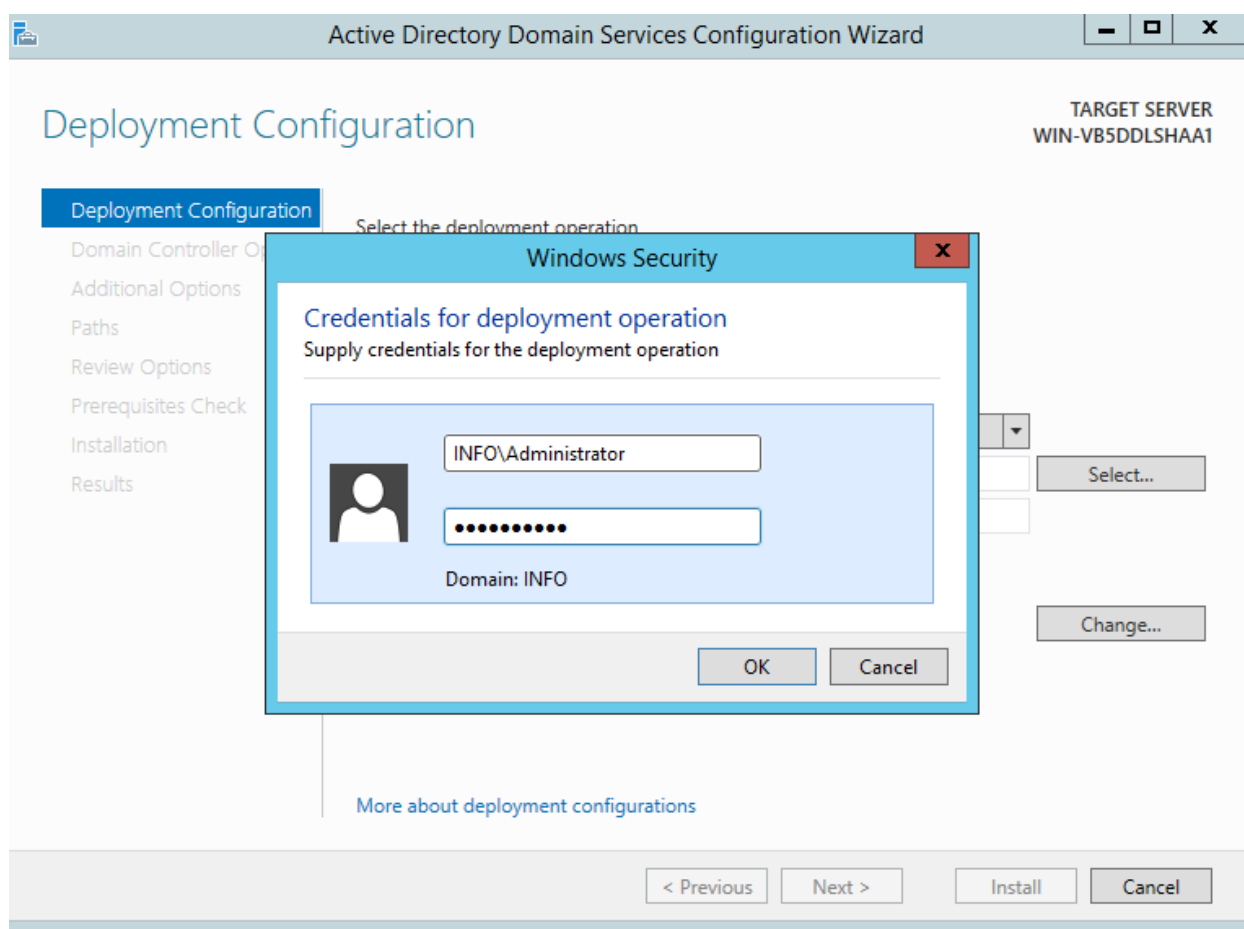 Active Directory Domain Services Configuration Wizard
Deployment Configuration
TARGET SERVER
WIN-VB5DDLSHAA1
Deployment Configuration
Domain Controller
Additional Options
Paths
Review Options
Prerequisites Check
Installation
Results
Select the deployment operation
Windows Security
X
Credentials for deployment operation
Supply credentials for the deployment operation
INFO\Administrator
●●●●●●●●●●
Domain: INFO
OK
Cancel
Select...
Change...
More about deployment configurations
< Previous
Next >
Install
Cancel